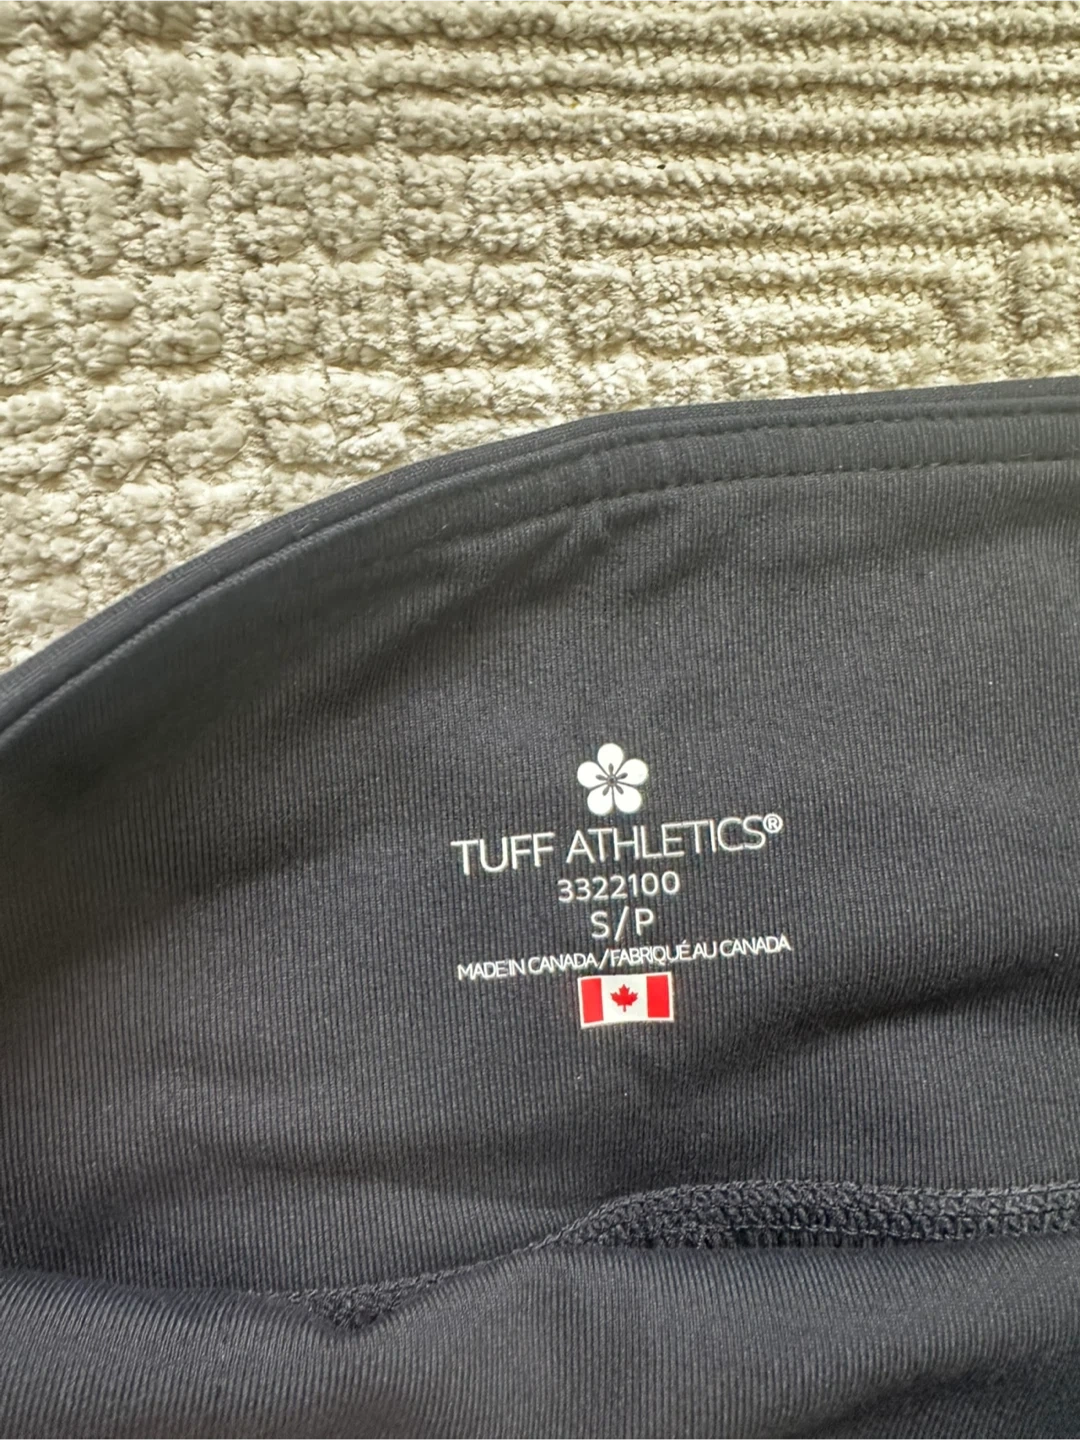 TUFF ATHLETICS®
3322100
S/P
MADE IN CANADA/FABRIQUÉ AU CANADA